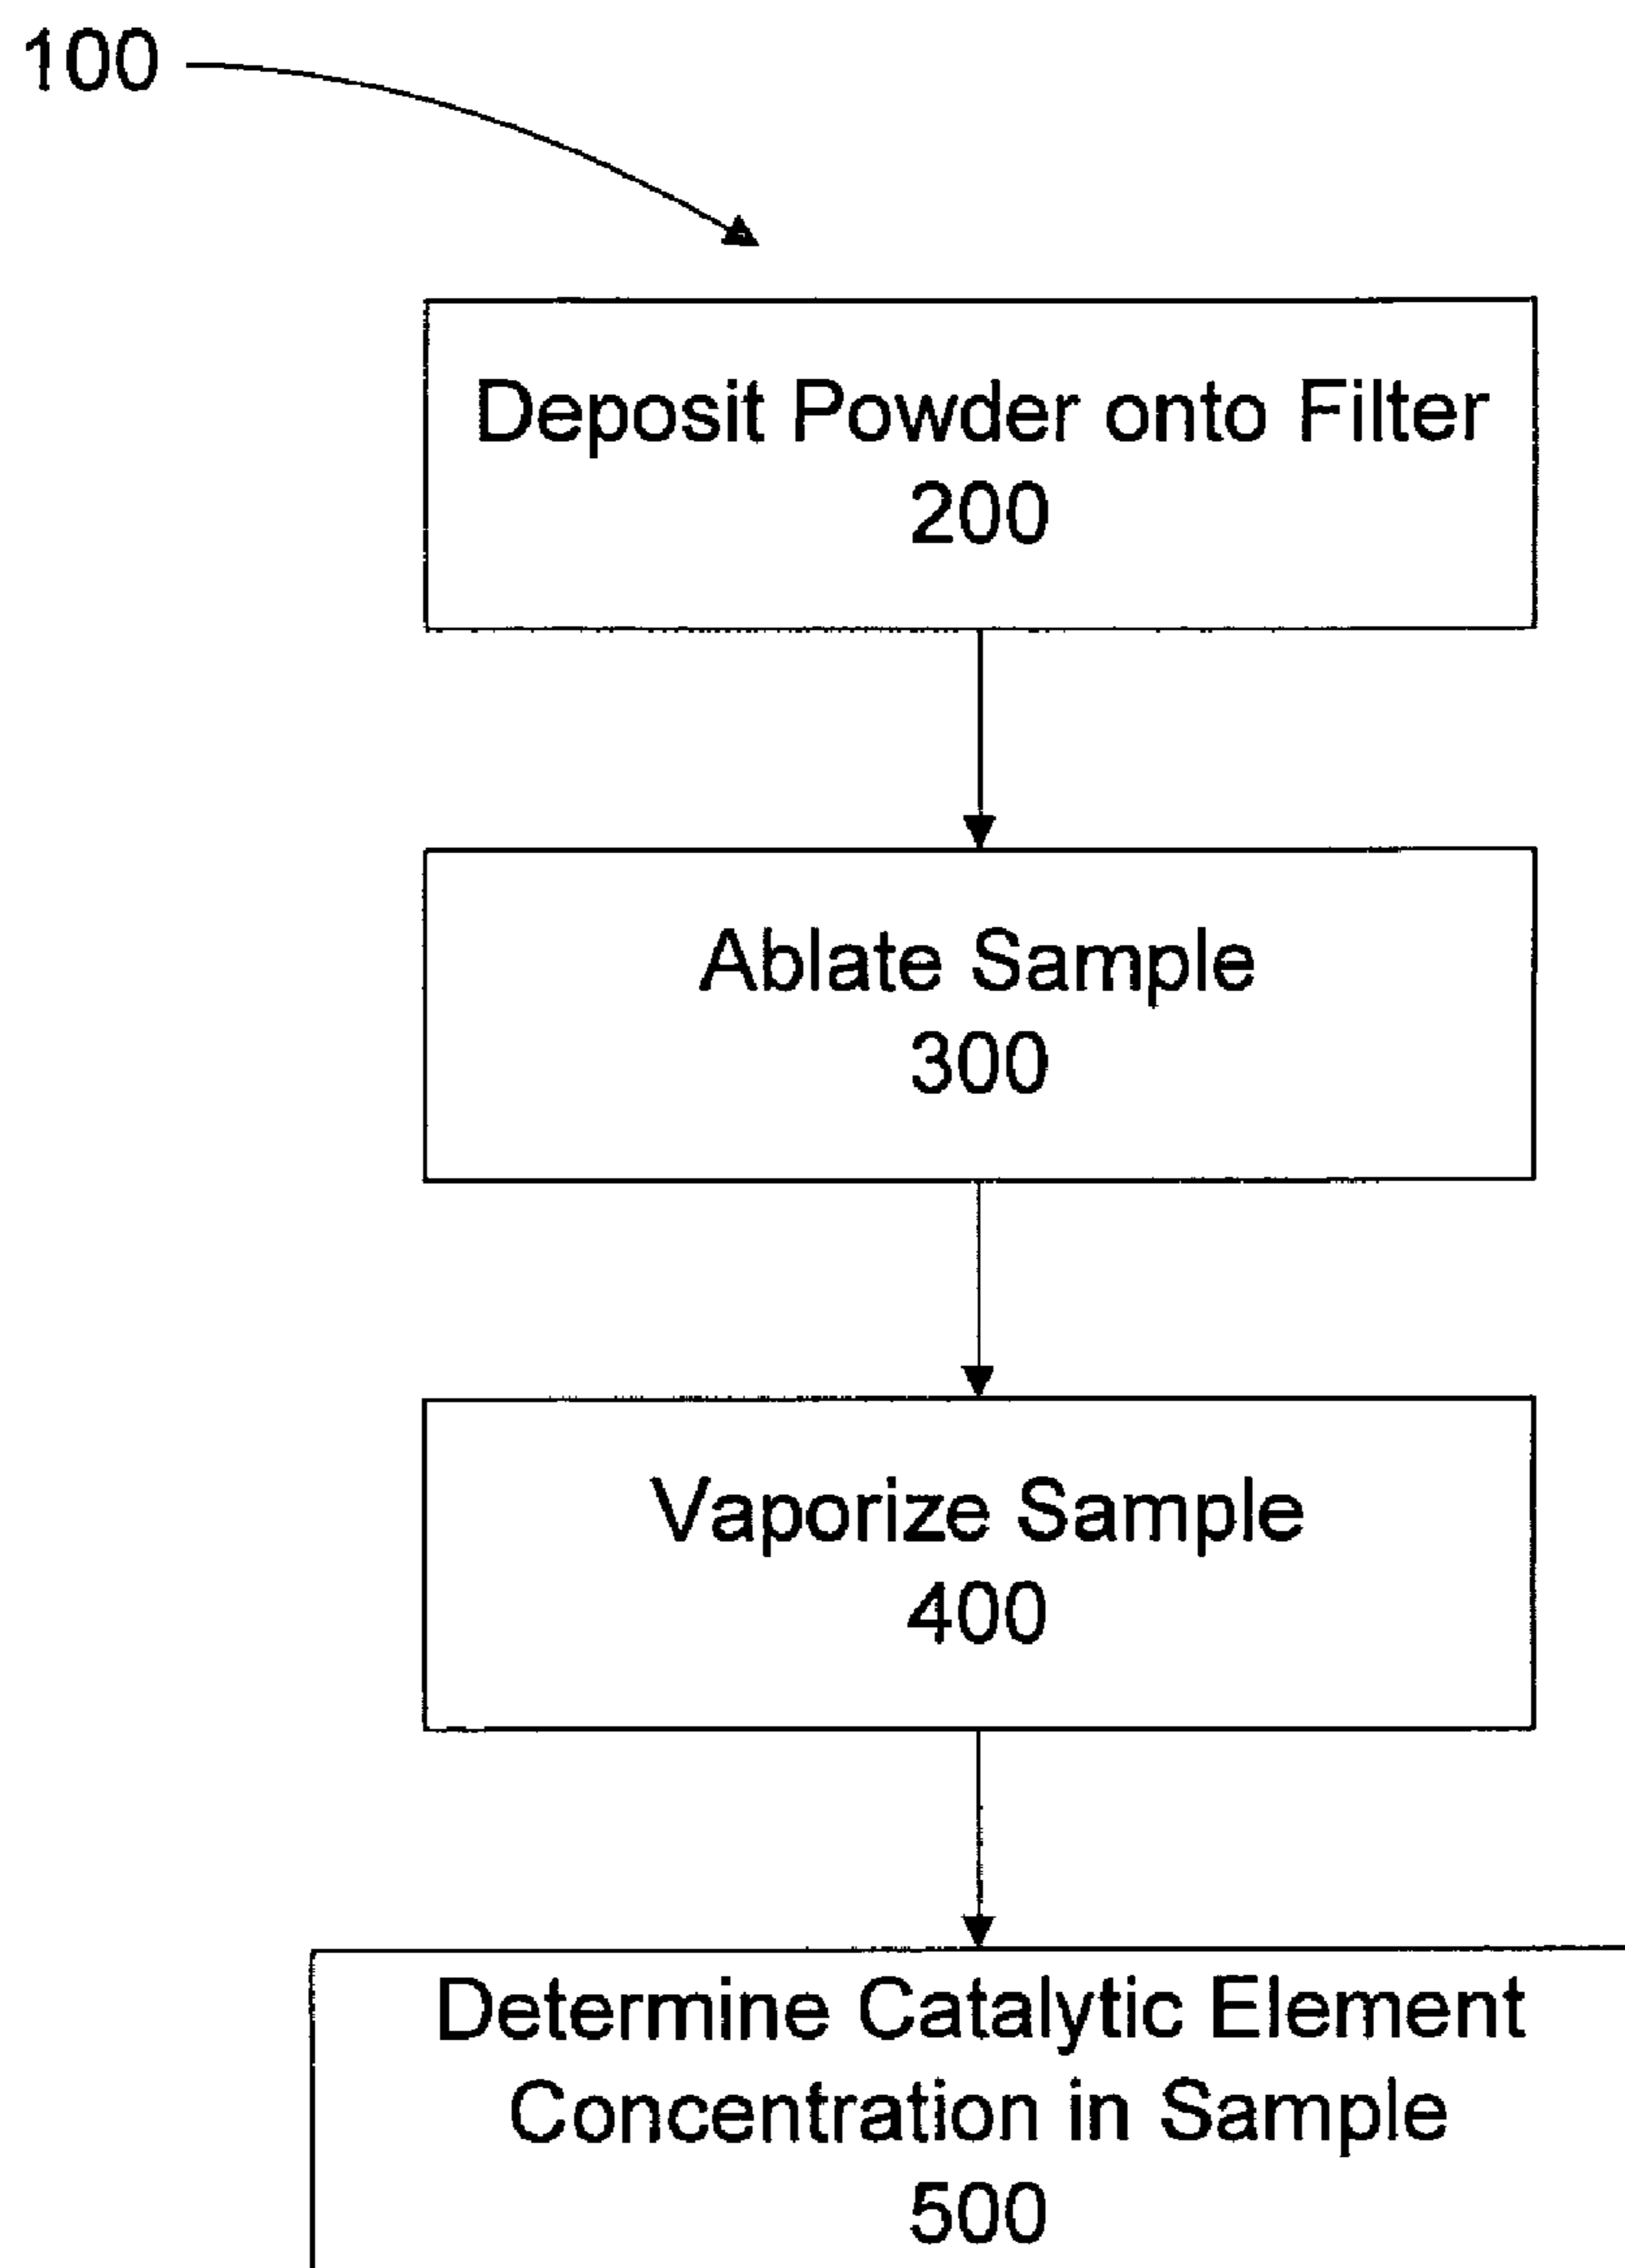 100
Deposit Powder onto Filter
200
Ablate Sample
300
Vaporize Sample
400
Determine Catalytic Element
Concentration in Sample
500